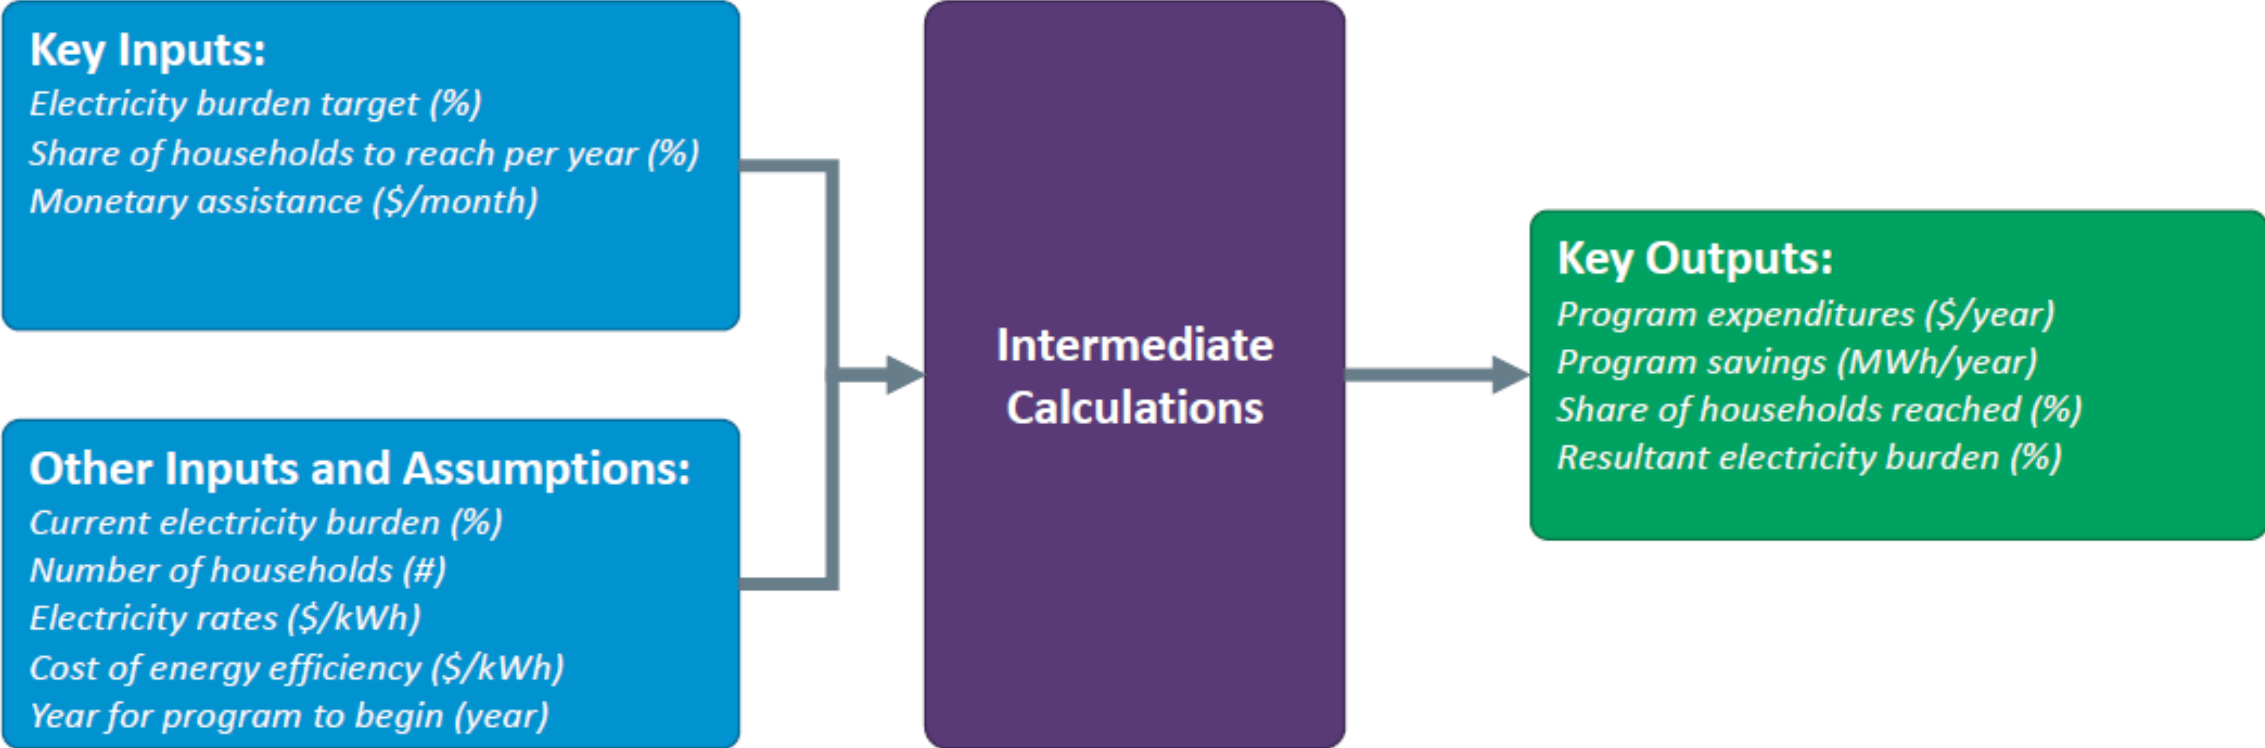 Key Inputs:
Electricity burden target (%)
Share of households to reach per year (%)
Monetary assistance ($/month)
Other Inputs and Assumptions:
Current electricity burden (%)
Number of households (#)
Electricity rates ($/kWh)
Cost of energy efficiency ($/kWh)
Year for program to begin (year)
Intermediate
Calculations
Key Outputs:
Program expenditures ($/year)
Program savings (MWh/year)
Share of households reached (%)
Resultant electricity burden (%)